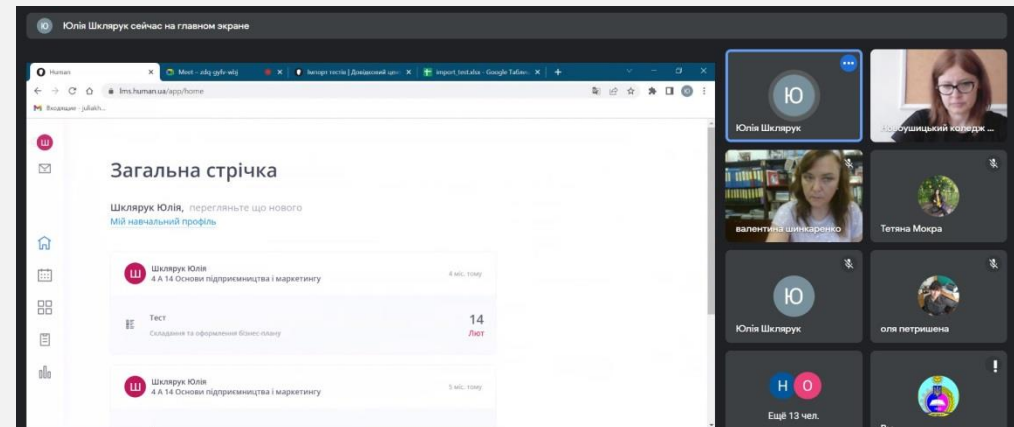 Ю Юлія Шклярук сейчас на главном экране
Human
Meet - zdq-gyfv-wbj
Імпорт тестів | Довідковий цен
import_test.xlsx - Google Таблиц
lms.human.ua/app/home
Входящие - juliakh...
Ш
Загальна стрічка
Шклярук Юлія, перегляньте що нового
Мій навчальний профіль
Ш Шклярук Юлія
4 А 14 Основи підприємництва і маркетингу
4 міс. тому
Тест
Складання та оформлення бізнес-плану
14
Лют
Ш Шклярук Юлія
4 А 14 Основи підприємництва і маркетингу
5 міс. тому
Ю
Юлія Шклярук
Новоушицький коледж ...
валентина шинкаренко
Тетяна Мокра
Ю
Юлія Шклярук
оля петришена
Н О
Ещё 13 чел.